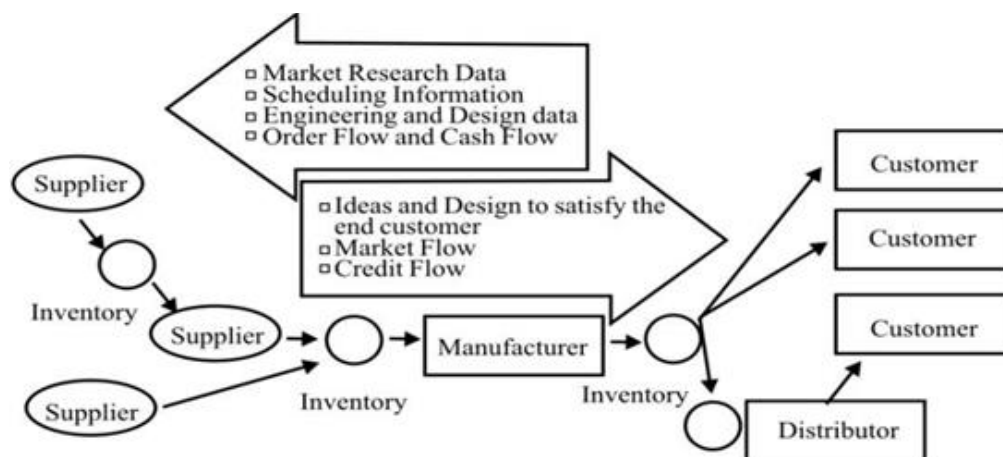 Market Research Data
Scheduling Information
Engineering and Design data
Order Flow and Cash Flow
Customer
Supplier
Ideas and Design to satisfy the
end customer
Market Flow
Credit Flow
Customer
Inventory
Supplier
Manufacturer
Customer
Supplier
Inventory
Inventory
Distributor